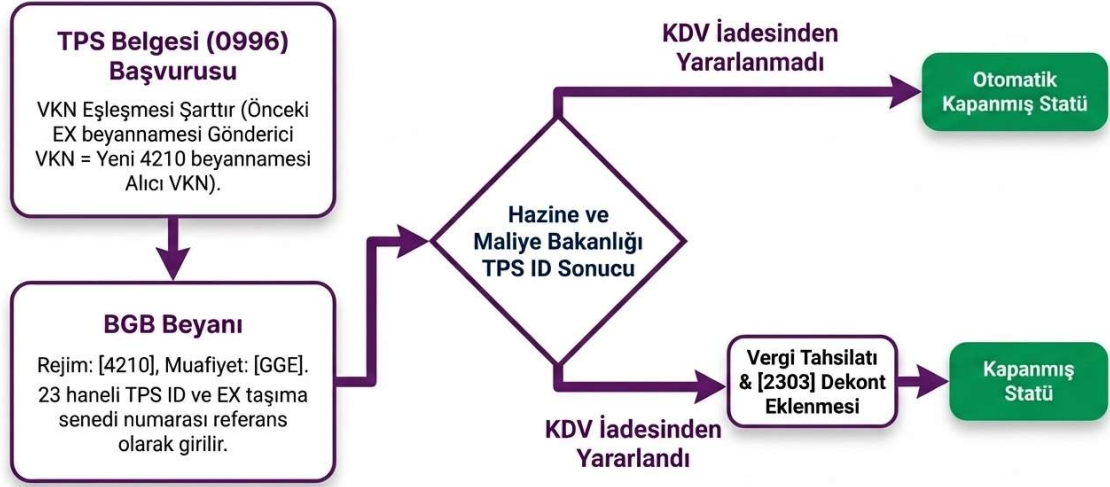 TPS Belgesi (0996)
Başvurusu
VKN Eşleşmesi Şarttır (Önceki
EX beyannamesi Gönderici
VKN = Yeni 4210 beyannamesi
Alıcı VKN).
BGB Beyanı
Rejim: [4210], Muafiyet: [GGE].
23 haneli TPS ID ve EX taşıma
senedi numarası referans
olarak girilir.
Hazine ve
Maliye Bakanlığı
TPS ID Sonucu
KDV İadesinden
Yararlanmadı
Otomatik
Kapanmış Statü
KDV İadesinden
Yararlandı
Vergi Tahsilatı
& [2303] Dekont
Eklenmesi
Kapanmış
Statü